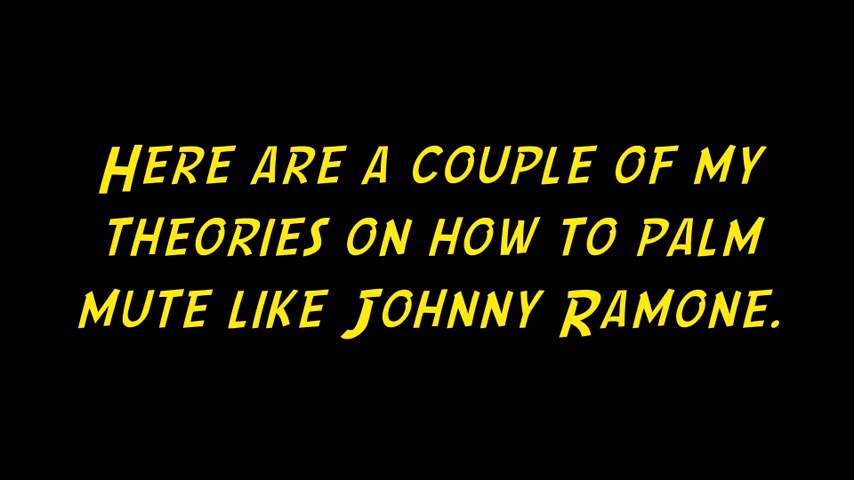 Here are a couple of my
theories on how to palm
mute like Johnny Ramone.